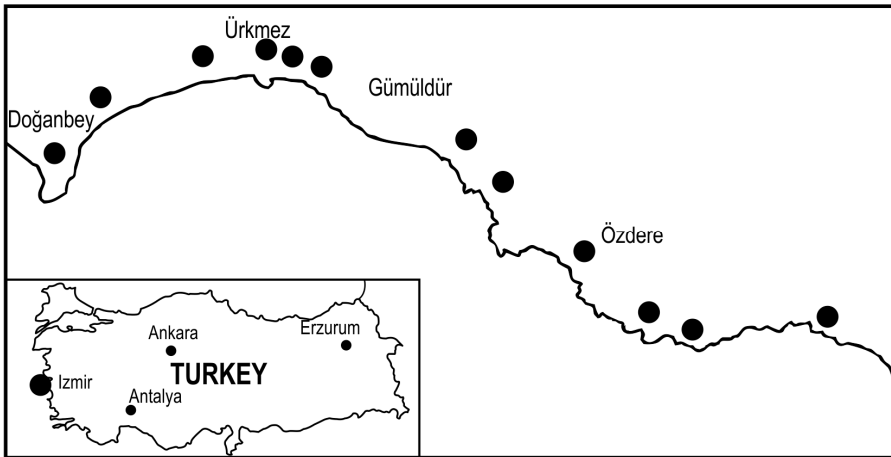 Ürkmez
Gümüldür
Doğanbey
Özdere
Ankara
Erzurum
TURKEY
Izmir
Antalya